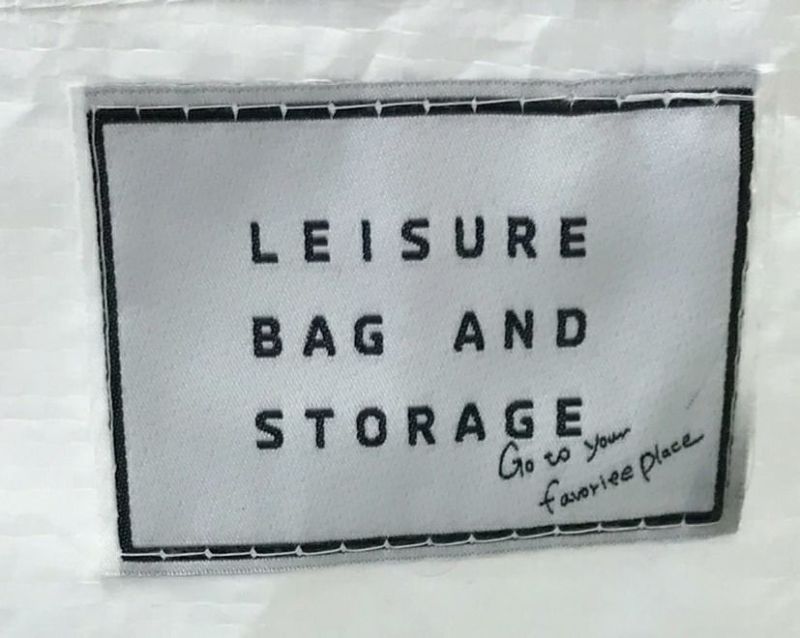 LEISURE
BAG AND
STORAGE
Go to your
favoriee place